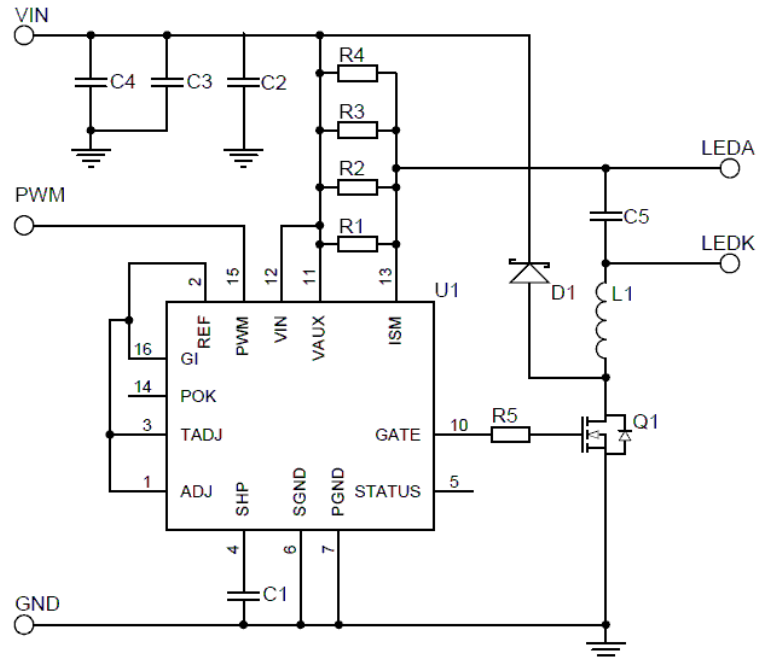 VIN
R4
C4 C3 C2
R3
LEDA
R2
PWM
C5
R1
LEDK
2 15 12 11 13
D1 L1
U1
REF PWM VIN VAUX ISM
16 GI
14 POK
R5
Q1
3 TADJ
GATE 10
1 ADJ
SHP SGND PGND
STATUS 5
4 6 7
C1
GND